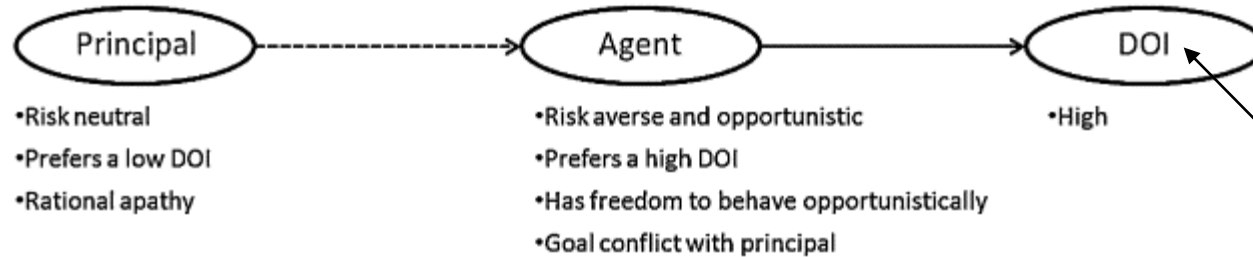 Principal
Agent
DOI
•Risk neutral
•Prefers a low DOI
•Rational apathy
•Risk averse and opportunistic
•Prefers a high DOI
•Has freedom to behave opportunistically
•Goal conflict with principal
•High